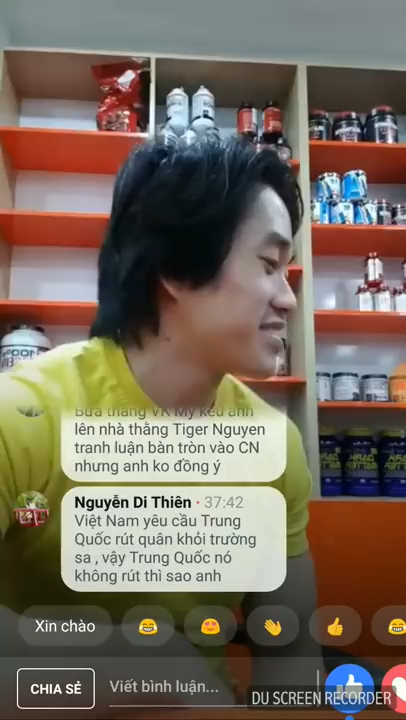 100%
Bữa thằng VK Mỹ kêu anh
lên nhà thằng Tiger Nguyen
tranh luận bàn tròn vào CN
nhưng anh ko đồng ý
Nguyễn Di Thiên · 37:42
Việt Nam yêu cầu Trung
Quốc rút quân khỏi trường
sa , vậy Trung Quốc nó
không rút thì sao anh
Xin chào
CHIA SẺ
Viết bình luận...
DU SCREEN RECORDER